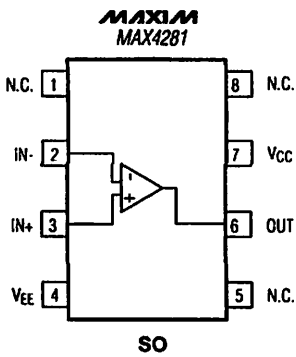 MAXIM
MAX4281
N.C. 1
8 N.C.
IN- 2
7 VCC
IN+ 3
6 OUT
VEE 4
5 N.C.
-
+
SO